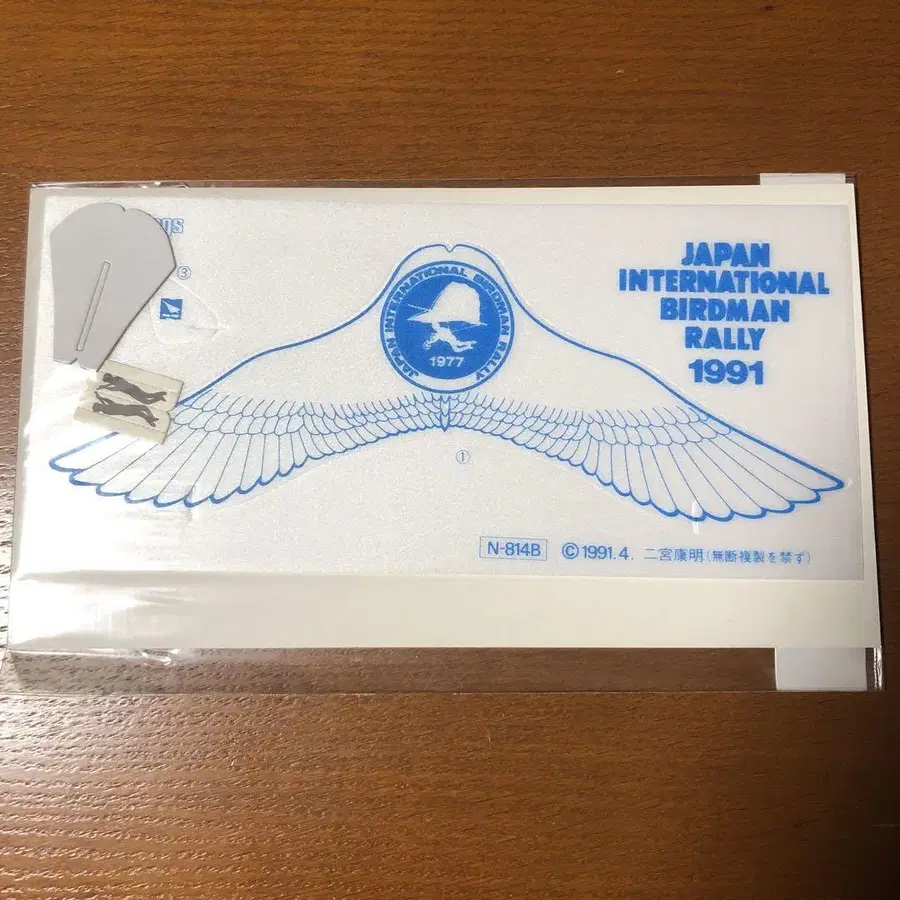 ③
JAPAN
INTERNATIONAL
BIRDMAN
RALLY
1991
JAPAN INTERNATIONAL BIRDMAN RALLY
1977
①
N-814B ©1991.4. 二宮康明(無断複製を禁ず)